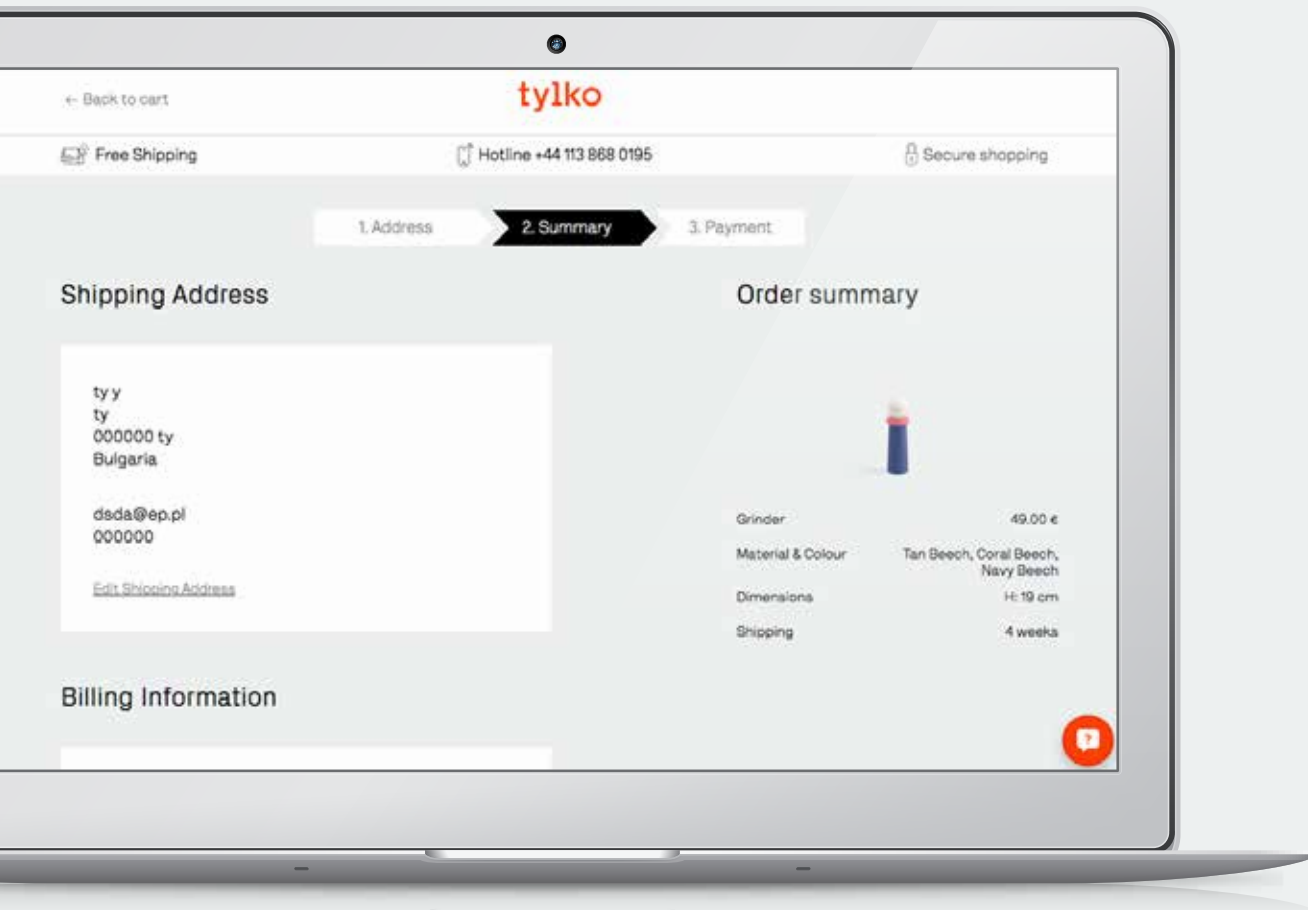 ← Back to cart
tylko
Free Shipping
Hotline +44 113 868 0195
Secure shopping
1. Address
2. Summary
3. Payment
Shipping Address
ty y
ty
000000 ty
Bulgaria
dsda@ep.pl
000000
Edit Shipping Address
Billing Information
Order summary
Grinder 49.00 €
Material & Colour Tan Beech, Coral Beech,
Navy Beech
Dimensions H: 19 cm
Shipping 4 weeks
?